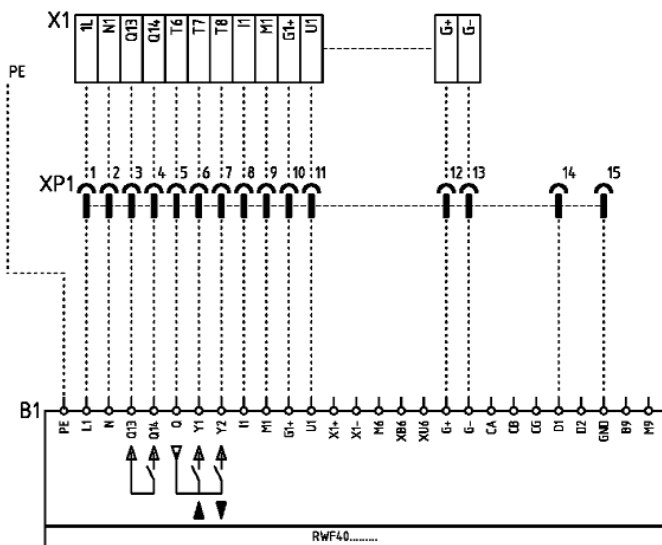 X1 1L N1 Q13 Q14 T6 T7 T8 I1 M1 G1+ U1 G+ G-
PE
XP1 1 2 3 4 5 6 7 8 9 10 11 12 13 14 15
B1 PE L1 N Q13 Q14 Q Y1 Y2 I1 M1 G1+ U1 X1+ X1- M6 XB6 XU6 G+ G- CA CB CG D1 D2 GND B9 M9
RWF40.........